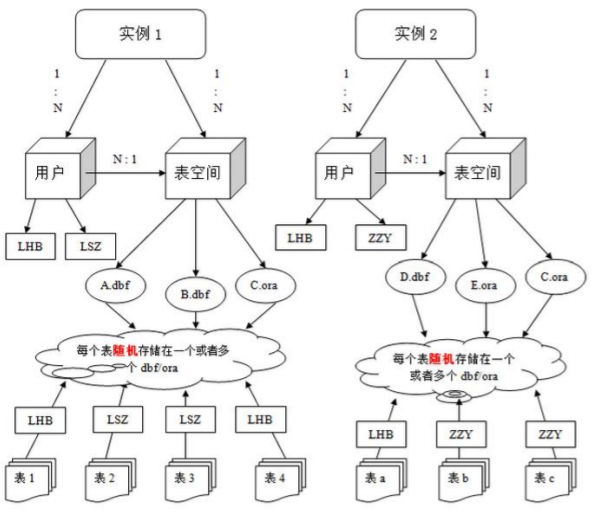 实例 1
实例 2
1
:
N
1
:
N
1
:
N
1
:
N
用户
N : 1
表空间
用户
N : 1
表空间
LHB
LSZ
LHB
ZZY
A.dbf
B.dbf
C.ora
D.dbf
E.ora
C.ora
每个表随机存储在一个或者多
个 dbf/ora
每个表随机存储在一个
或者多个 dbf/ora
LHB
LSZ
LSZ
LHB
LHB
ZZY
ZZY
表 1
表 2
表 3
表 4
表 a
表 b
表 c